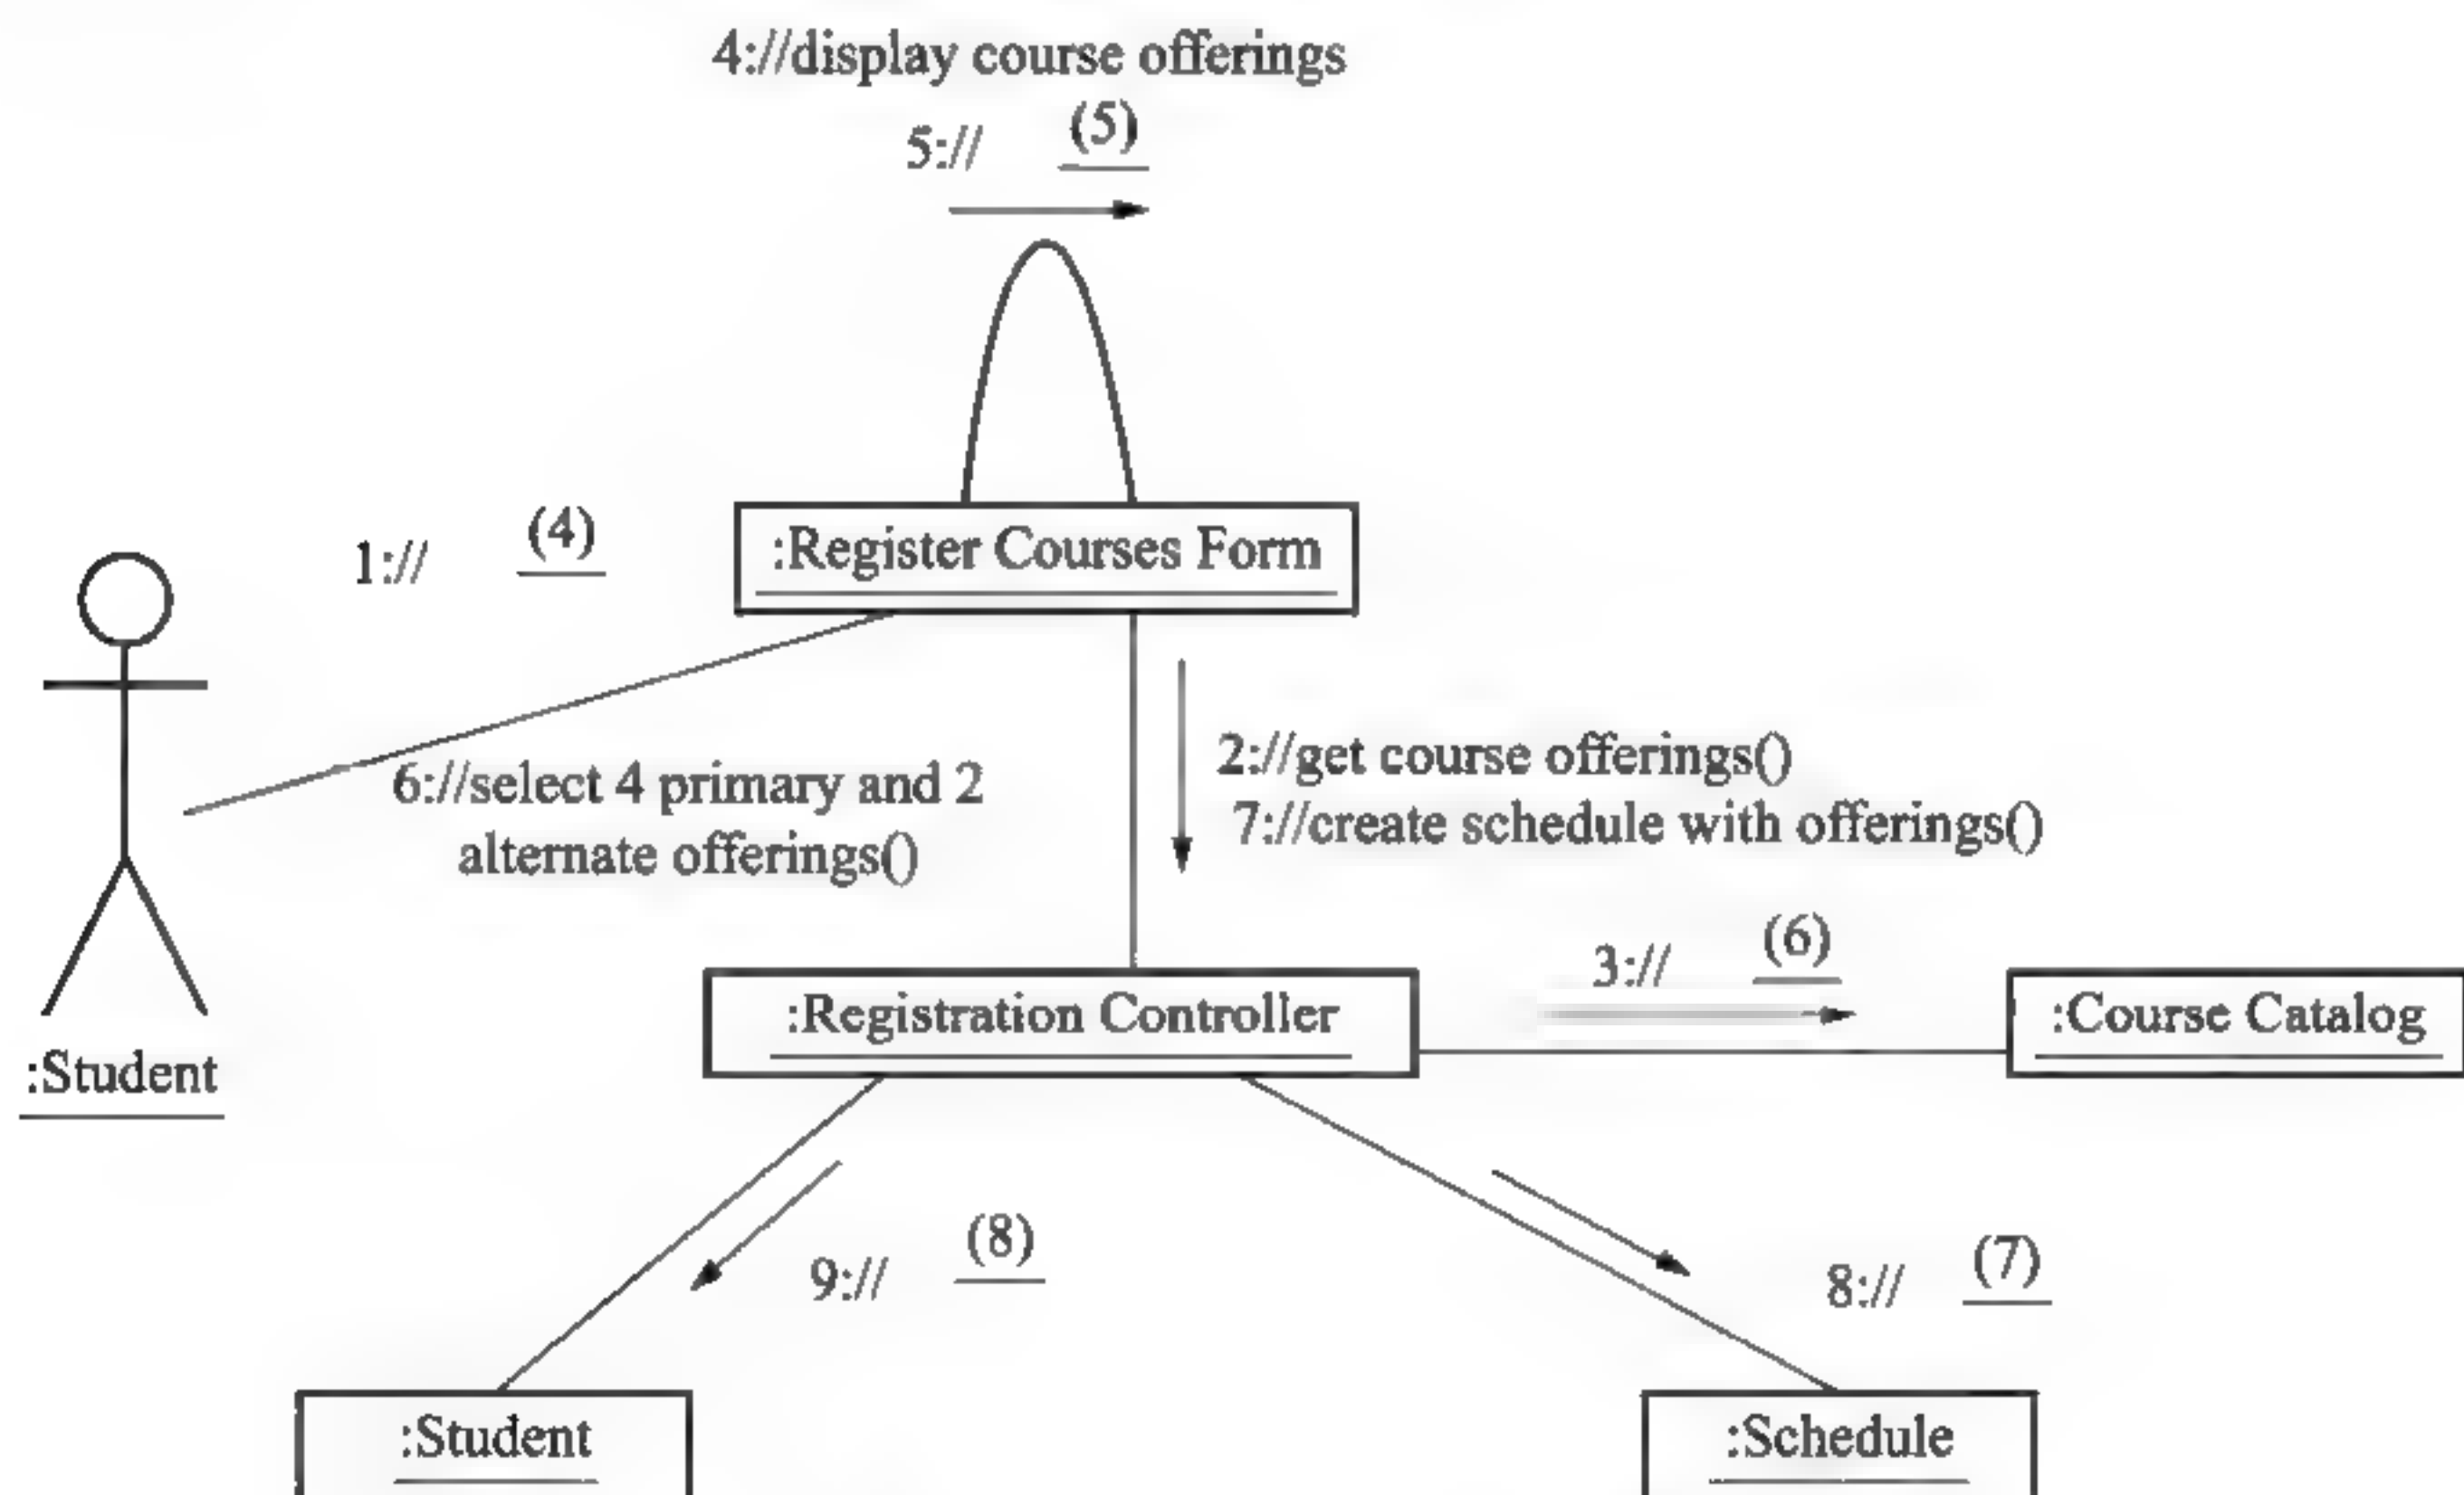 4://display course offerings
5:// (5)
1:// (4)
:Register Courses Form
6://select 4 primary and 2
alternate offerings()
2://get course offerings()
7://create schedule with offerings()
:Student
:Registration Controller
3:// (6)
:Course Catalog
9:// (8)
8:// (7)
:Student
:Schedule